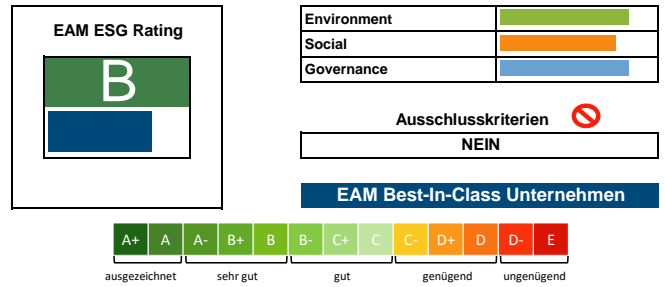 EAM ESG Rating
B
Environment
Social
Governance
Ausschlusskriterien
NEIN
EAM Best-In-Class Unternehmen
A+ A A- B+ B B- C+ C C- D+ D D- E
ausgezeichnet sehr gut gut genügend ungenügend